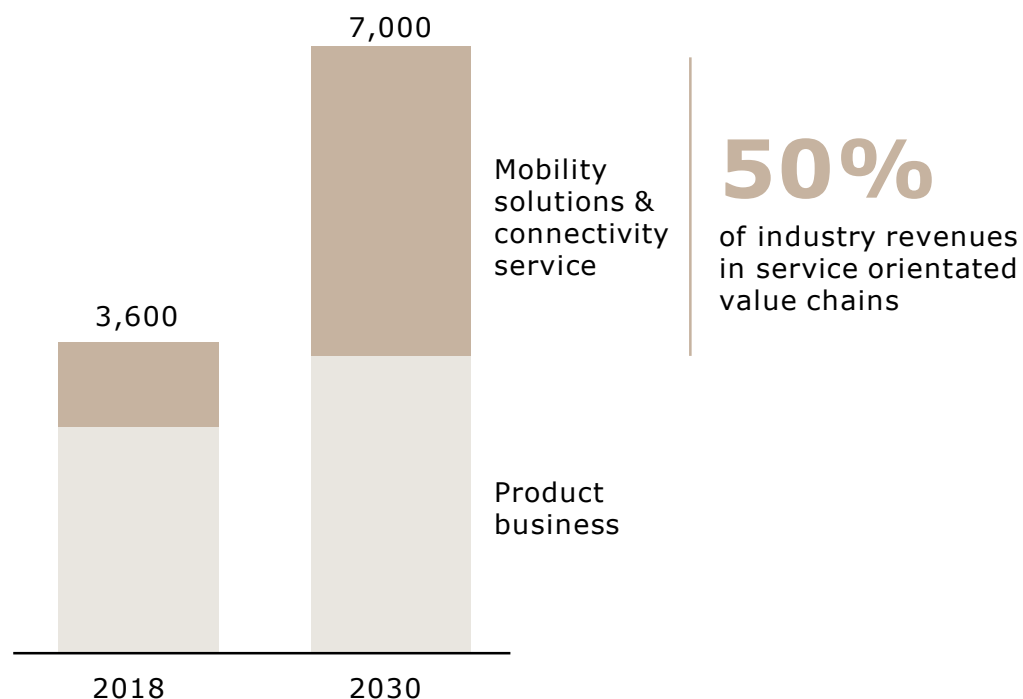 7,000
3,600
Mobility
solutions &
connectivity
service
50%
of industry revenues
in service orientated
value chains
Product
business
2018
2030